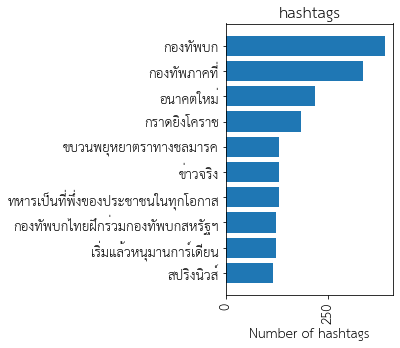 hashtags
กองทัพบก
กองทัพภาคที่
อนาคตใหม่
กราดยิงโคราช
ขบวนพยุหยาตราทางชลมารค
ข่าวจริง
ทหารเป็นที่พึ่งของประชาชนในทุกโอกาส
กองทัพบกไทยฝึกร่วมกองทัพบกสหรัฐฯ
เริ่มแล้วหนุมานการ์เดียน
สปริงนิวส์
0
250
Number of hashtags